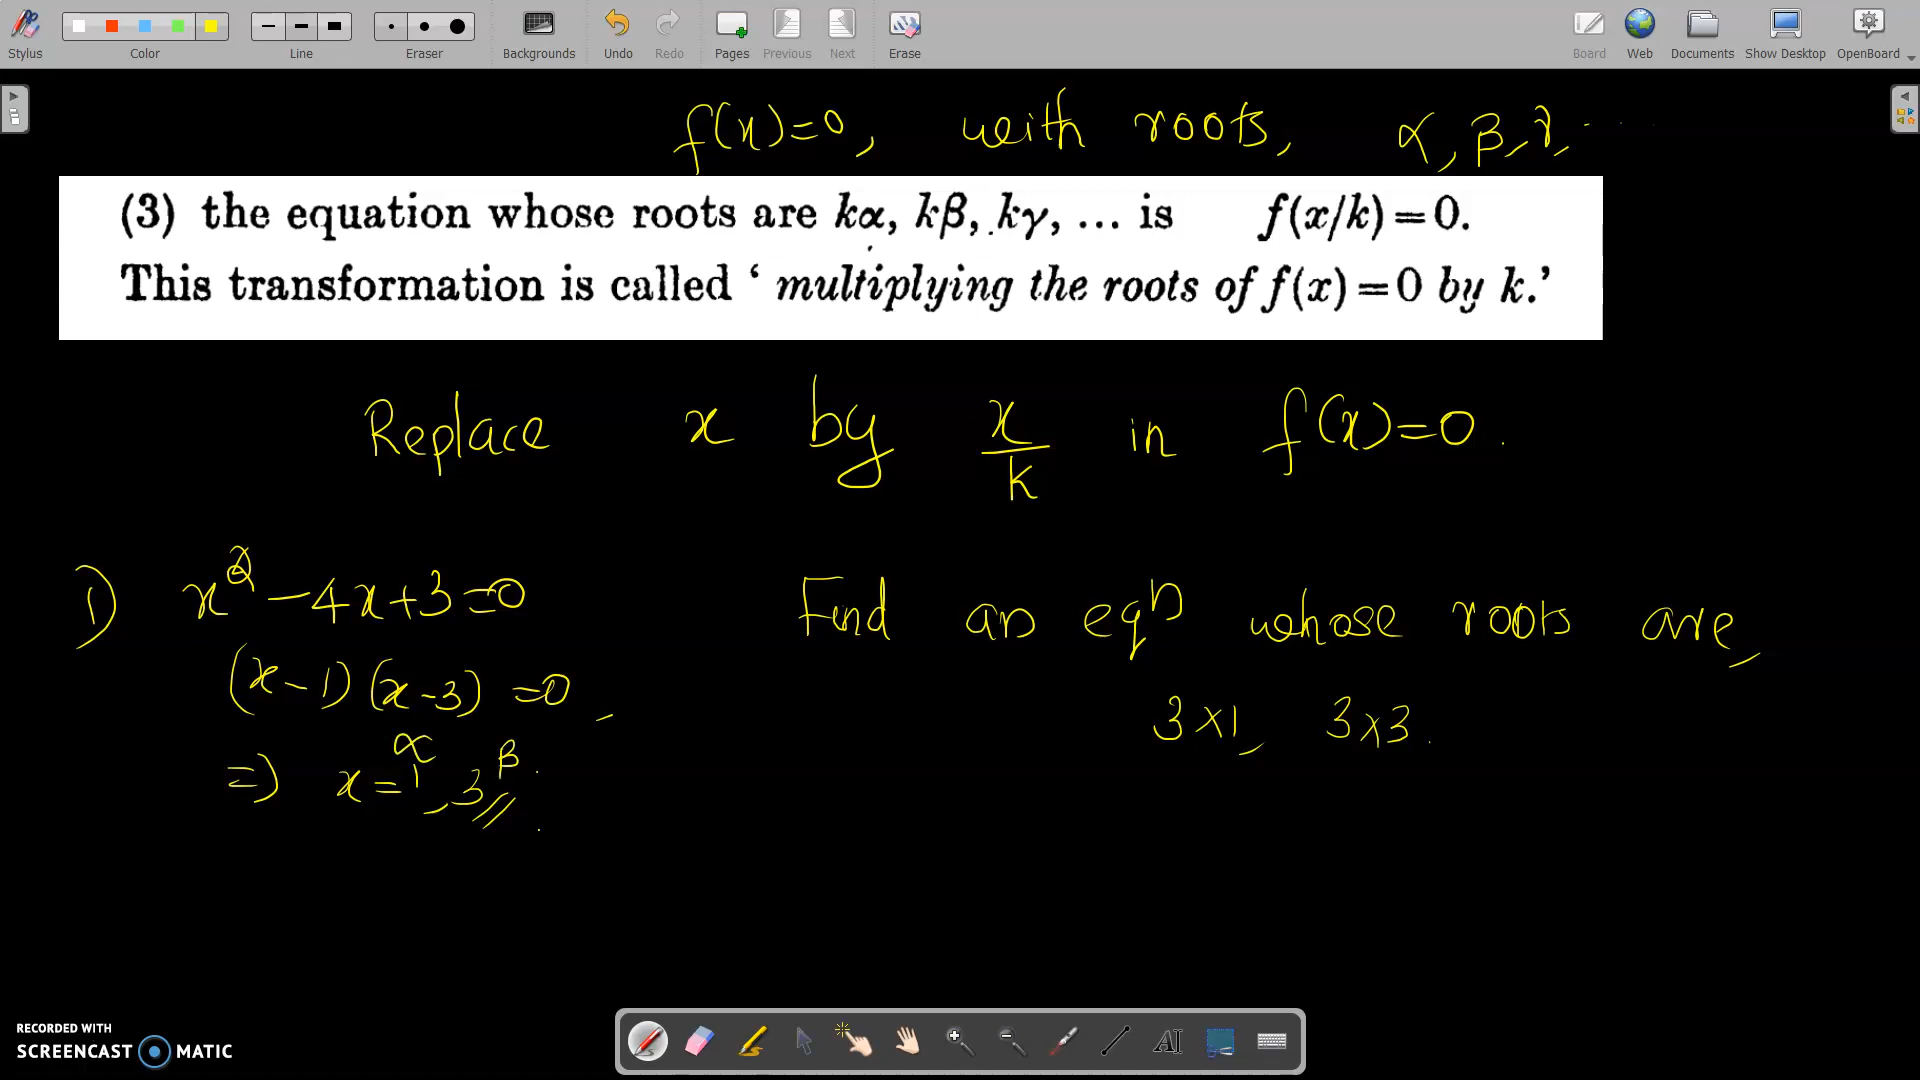 Stylus Color Line Eraser Backgrounds Undo Redo Pages Previous Next Erase Board Web Documents Show Desktop OpenBoard
f(x)=0, with roots, α, β, γ, ...
(3) the equation whose roots are kα, kβ, kγ, ... is f(x/k)=0.
This transformation is called ‘ multiplying the roots of f(x)=0 by k.’
Replace x by x/k in f(x)=0.
1) x² - 4x + 3 = 0 Find an eqⁿ whose roots are,
(x-1) (x-3) = 0, 3×1, 3×3.
α β
=) x = 1, 3 .
RECORDED WITH
SCREENCAST MATIC
AI